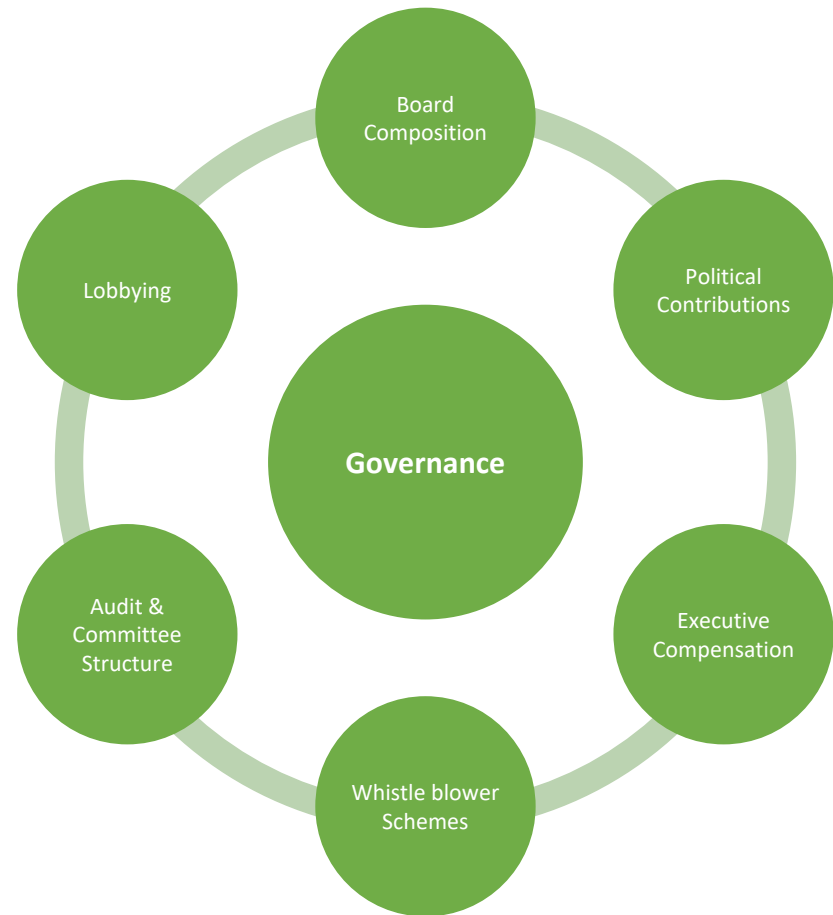 Board
Composition
Political
Contributions
Executive
Compensation
Whistle blower
Schemes
Audit &
Committee
Structure
Lobbying
Governance